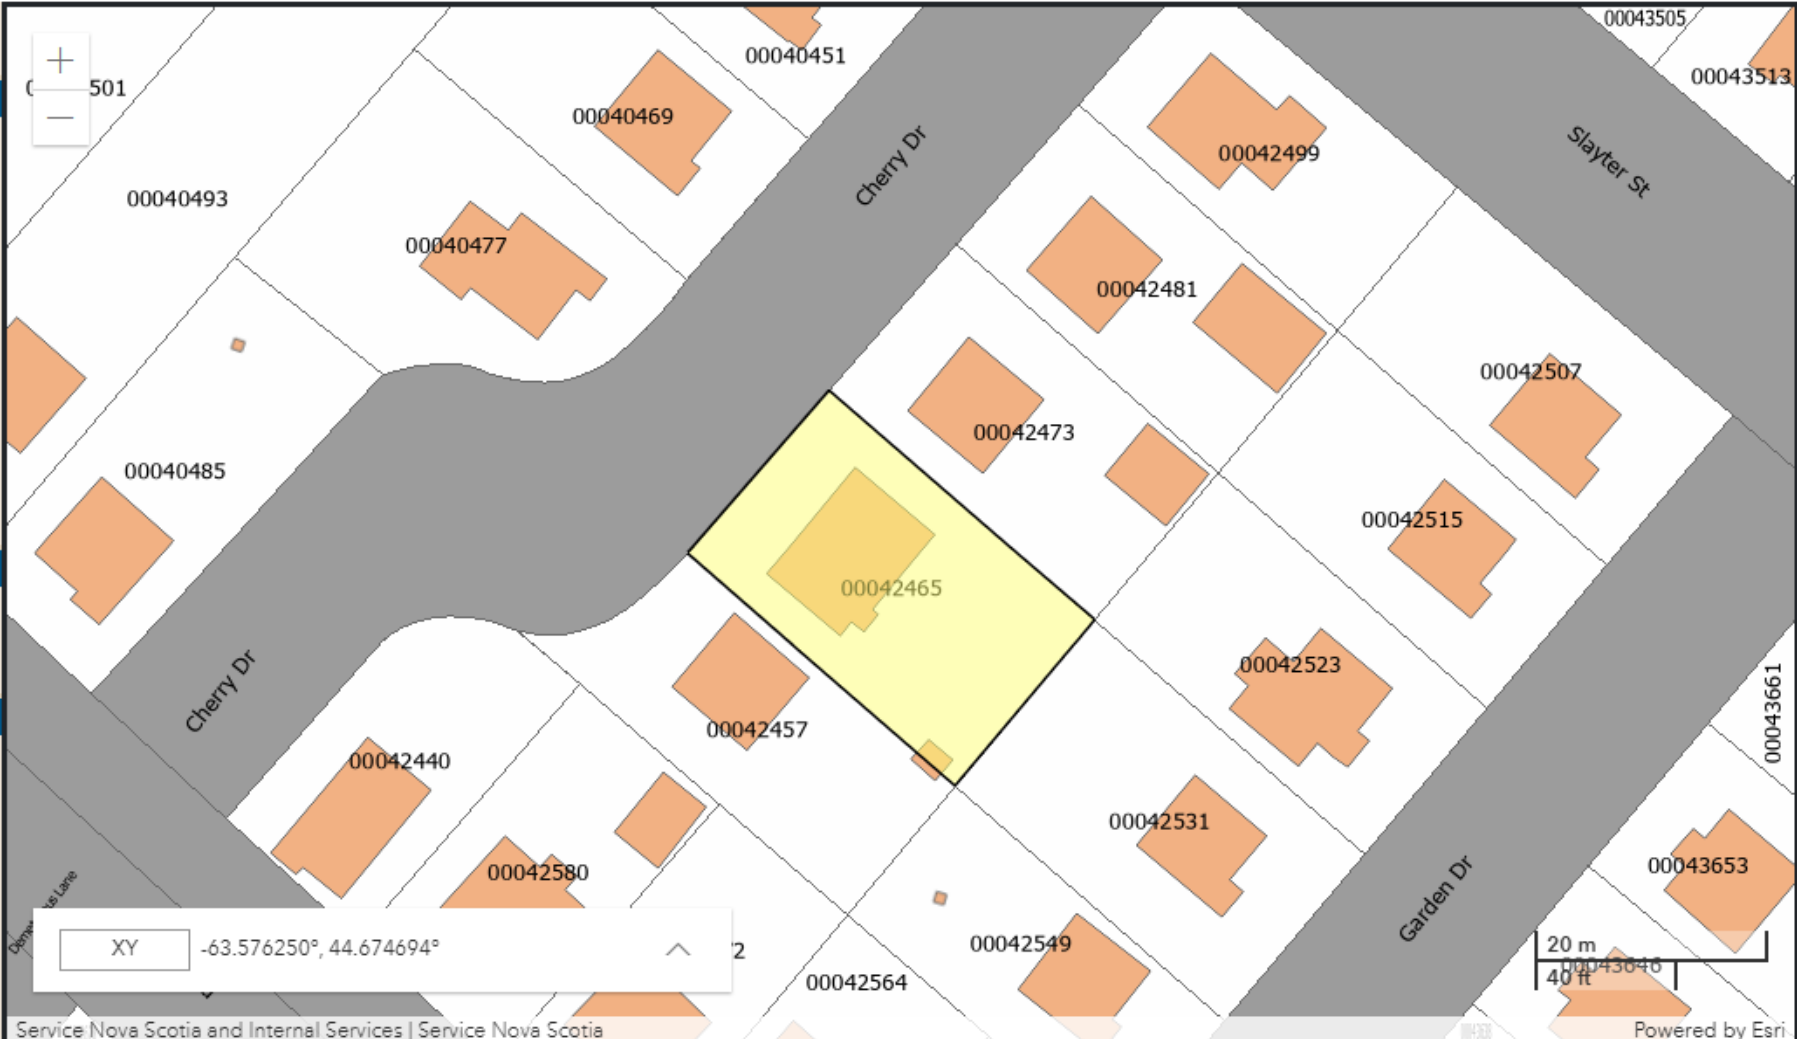 00043505
00040451
00043513
501
00040469
00042499
Cherry Dr
Slayter St
00040493
00040477
00042481
00042507
00042473
00040485
00042515
00042465
00042523
Cherry Dr
00042457
00043661
00042440
00042531
00042580
00043653
Garden Dr
XY -63.576250°, 44.674694°
2
00042549
20 m
00043646
40 ft
00042564
Service Nova Scotia and Internal Services | Service Nova Scotia
Powered by Esri